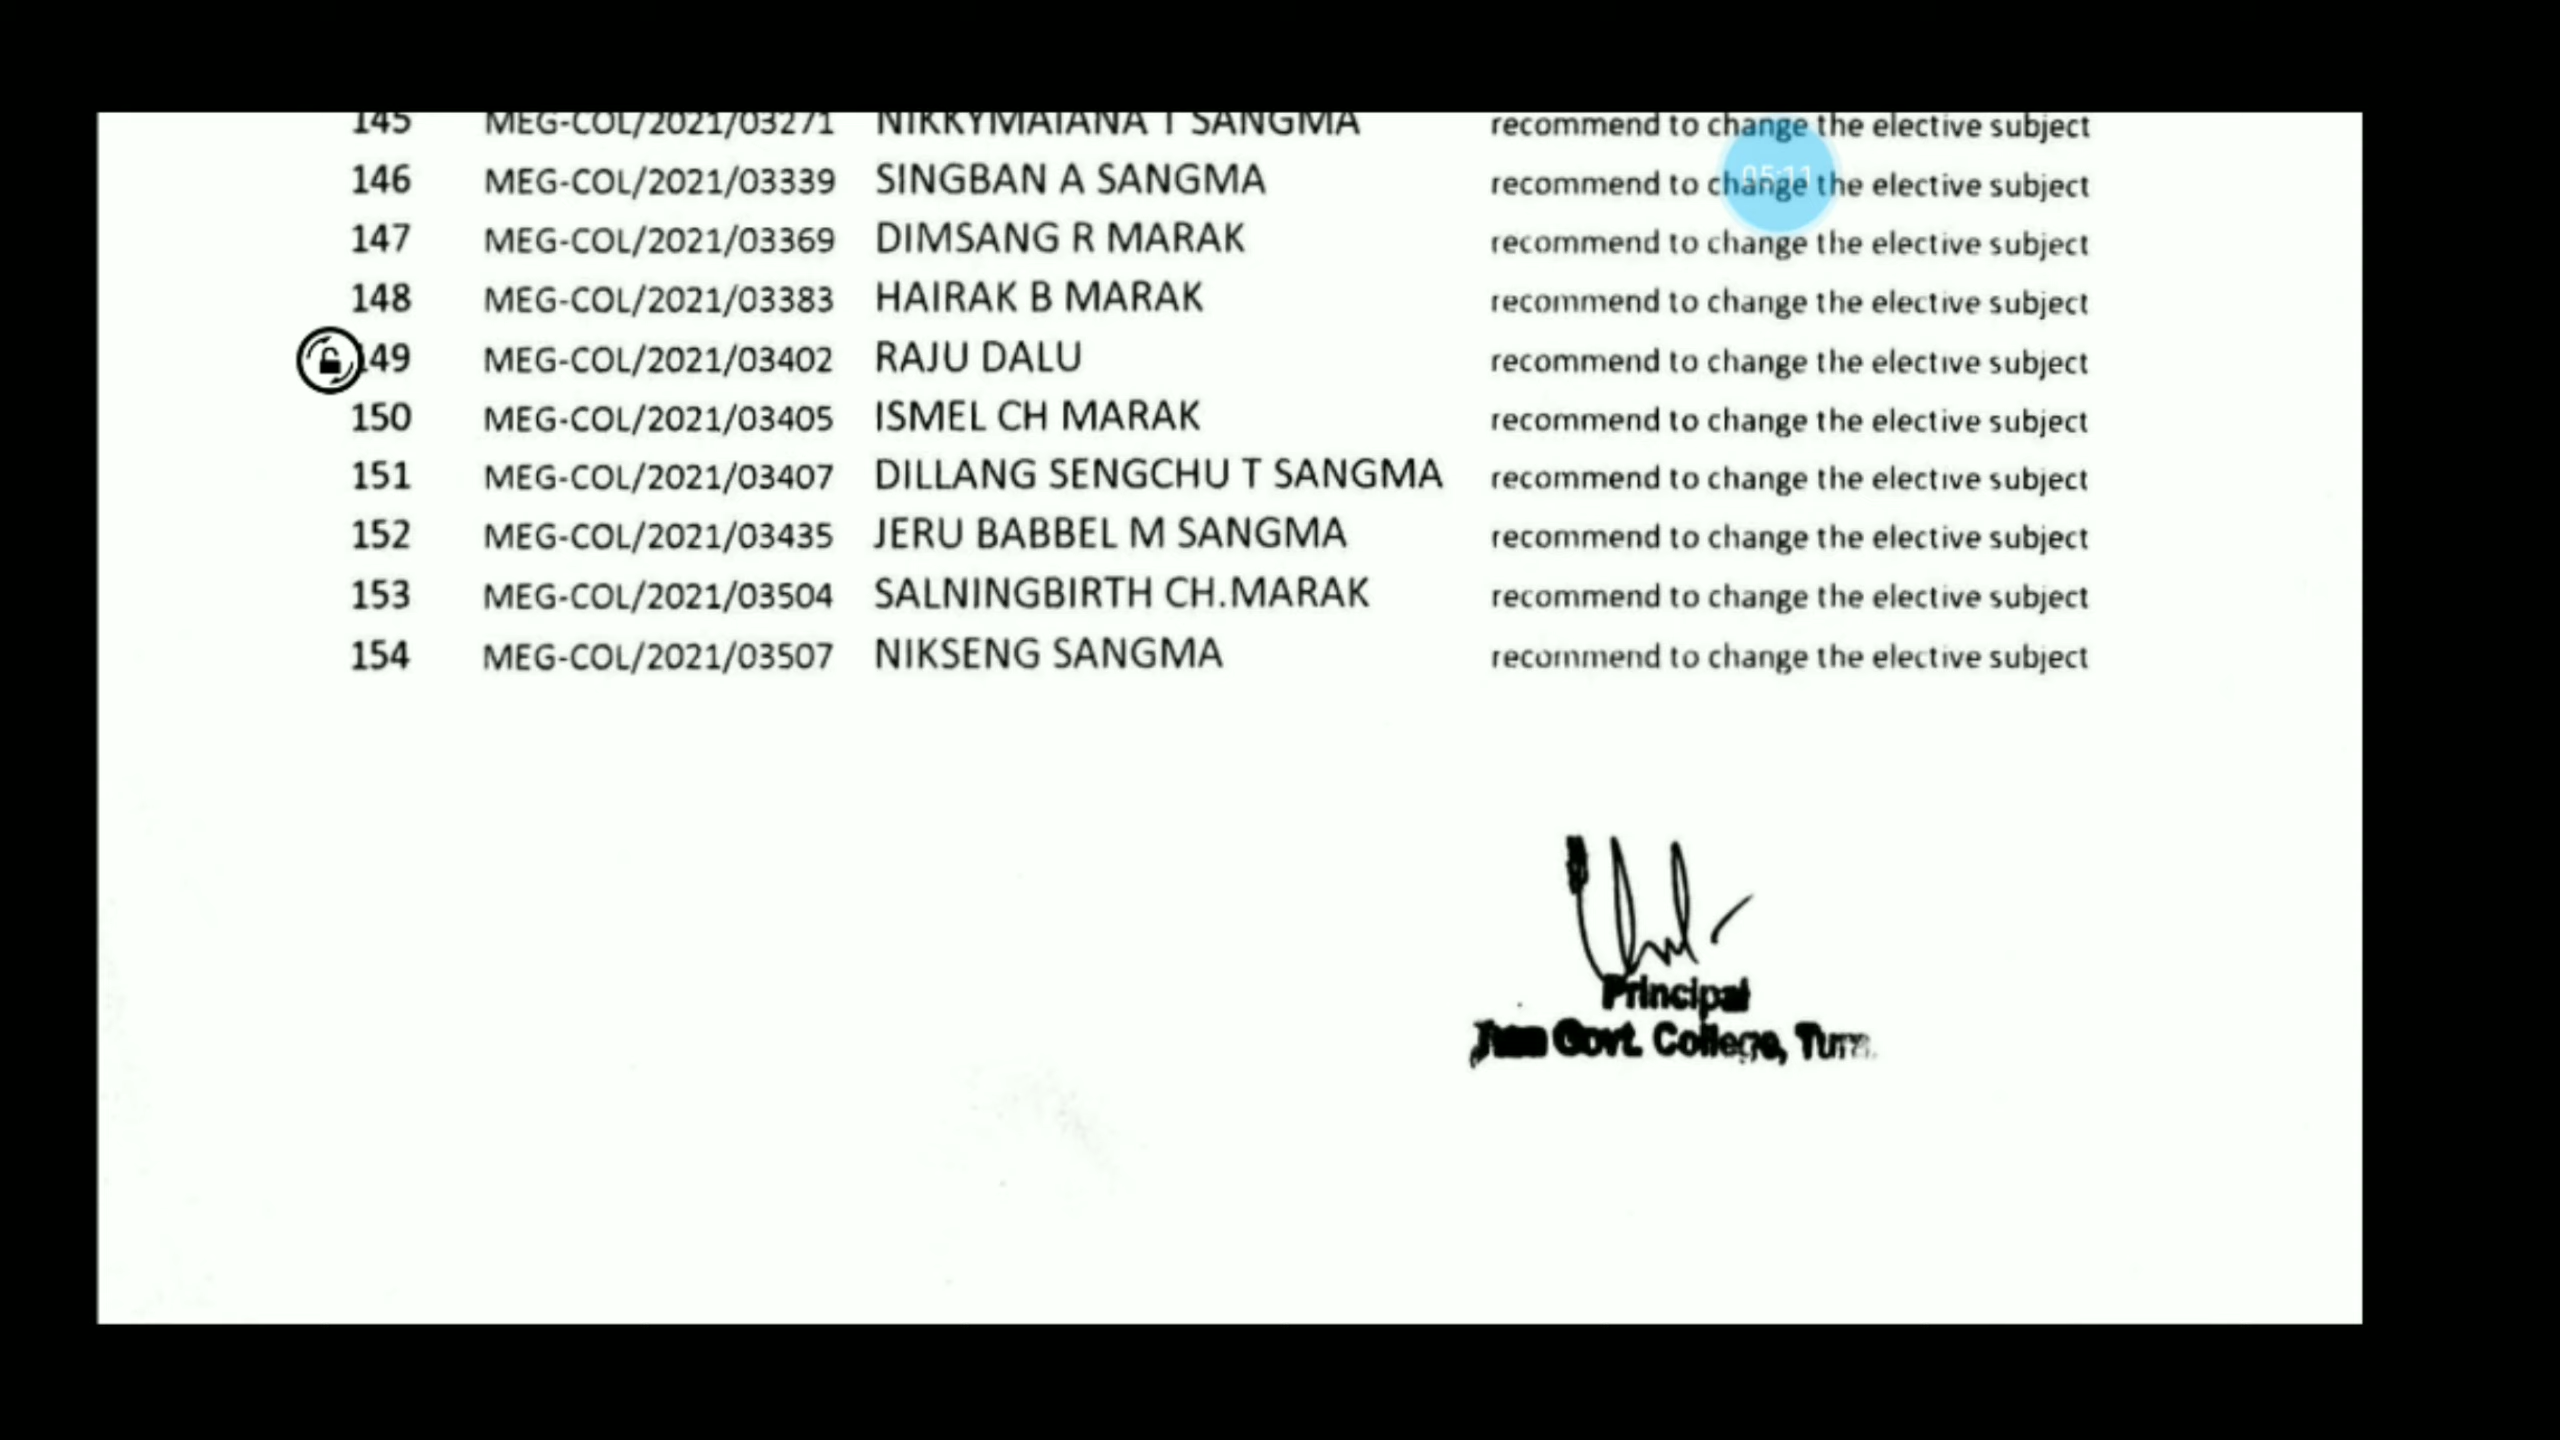 145 MEG-COL/2021/03271 NIKKYMAIANA T SANGMA recommend to change the elective subject
05:11
146 MEG-COL/2021/03339 SINGBAN A SANGMA recommend to change the elective subject
147 MEG-COL/2021/03369 DIMSANG R MARAK recommend to change the elective subject
148 MEG-COL/2021/03383 HAIRAK B MARAK recommend to change the elective subject
149 MEG-COL/2021/03402 RAJU DALU recommend to change the elective subject
150 MEG-COL/2021/03405 ISMEL CH MARAK recommend to change the elective subject
151 MEG-COL/2021/03407 DILLANG SENGCHU T SANGMA recommend to change the elective subject
152 MEG-COL/2021/03435 JERU BABBEL M SANGMA recommend to change the elective subject
153 MEG-COL/2021/03504 SALNINGBIRTH CH.MARAK recommend to change the elective subject
154 MEG-COL/2021/03507 NIKSENG SANGMA recommend to change the elective subject
Principal
Govt. College, Tura.